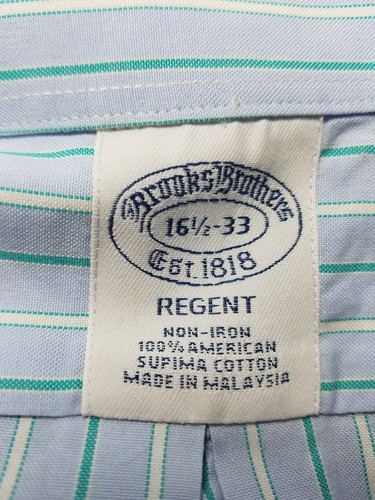 Brooks Brothers
16½-33
Est. 1818
REGENT
NON-IRON
100% AMERICAN
SUPIMA COTTON
MADE IN MALAYSIA